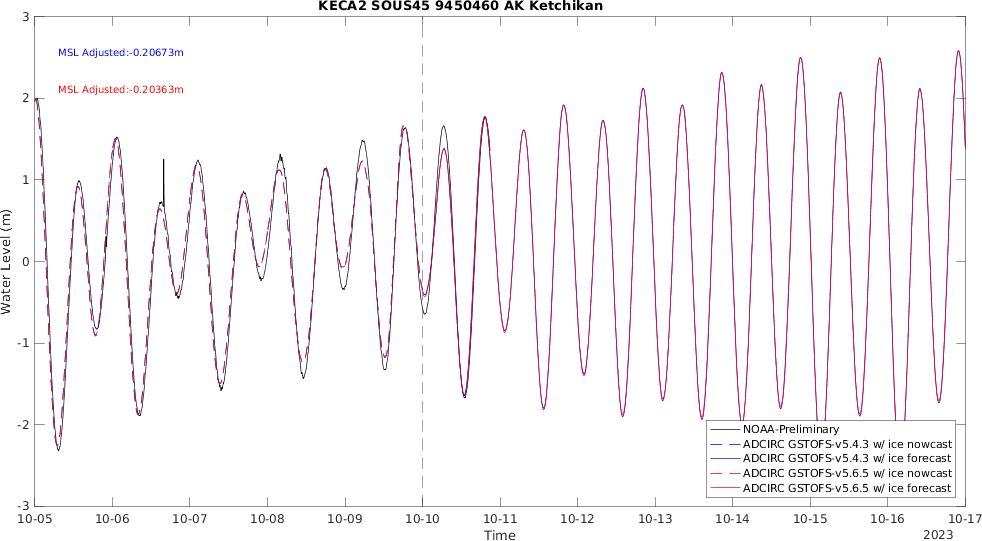 KECA2 SOUS45 9450460 AK Ketchikan
MSL Adjusted:-0.20673m
MSL Adjusted:-0.20363m
Water Level (m)
3
2
1
0
-1
-2
-3
NOAA-Preliminary
ADCIRC GSTOFS-v5.4.3 w/ ice nowcast
ADCIRC GSTOFS-v5.4.3 w/ ice forecast
ADCIRC GSTOFS-v5.6.5 w/ ice nowcast
ADCIRC GSTOFS-v5.6.5 w/ ice forecast
10-05 10-06 10-07 10-08 10-09 10-10 10-11 10-12 10-13 10-14 10-15 10-16 10-17
Time
2023